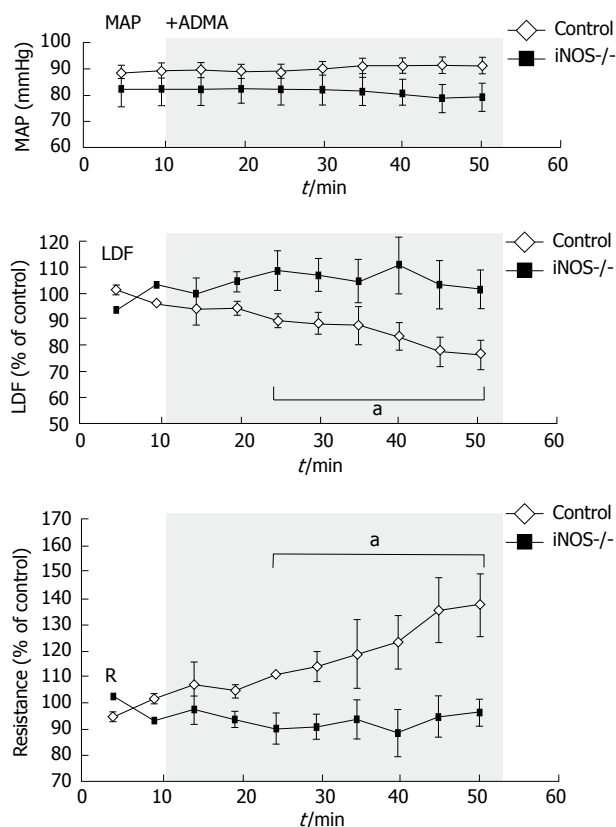 MAP +ADMA
Control
iNOS-/-
MAP (mmHg)
100
90
80
70
60
0 10 20 30 40 50 60
t/min
LDF
Control
iNOS-/-
LDF (% of control)
120
110
100
90
80
70
60
50
a
0 10 20 30 40 50 60
t/min
Control
iNOS-/-
Resistance (% of control)
170
160
150
140
130
120
110
100
90
80
70
a
R
0 10 20 30 40 50 60
t/min